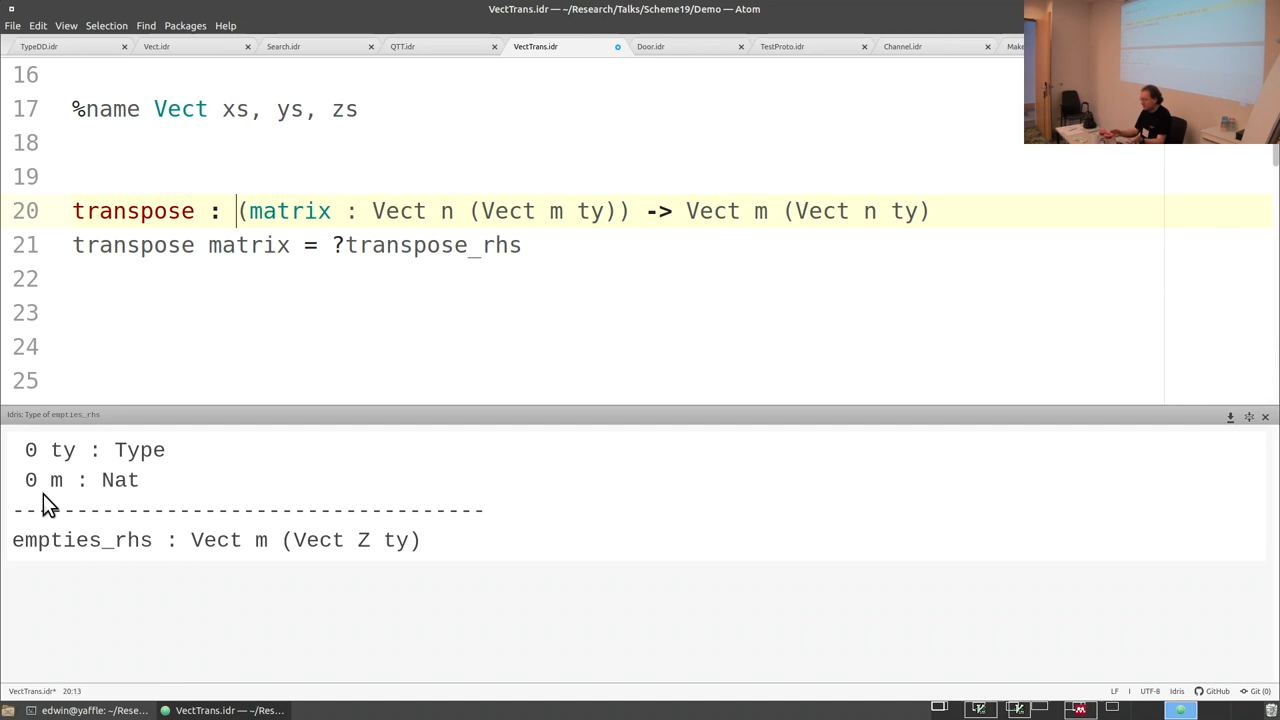 VectTrans.idr — ~/Research/Talks/Scheme19/Demo — Atom
File Edit View Selection Find Packages Help
TypeDD.idr × Vect.idr × Search.idr × QTT.idr × VectTrans.idr Door.idr × TestProto.idr × Channel.idr × Make
16
17 %name Vect xs, ys, zs
18
19
20 transpose : (matrix : Vect n (Vect m ty)) -> Vect m (Vect n ty)
21 transpose matrix = ?transpose_rhs
22
23
24
25
Idris: Type of empties_rhs
0 ty : Type
0 m : Nat
-------------------------------------
empties_rhs : Vect m (Vect Z ty)
VectTrans.idr* 20:13 LF I UTF-8 Idris GitHub Git (0)
edwin@yaffle: ~/Rese... VectTrans.idr — ~/Res...